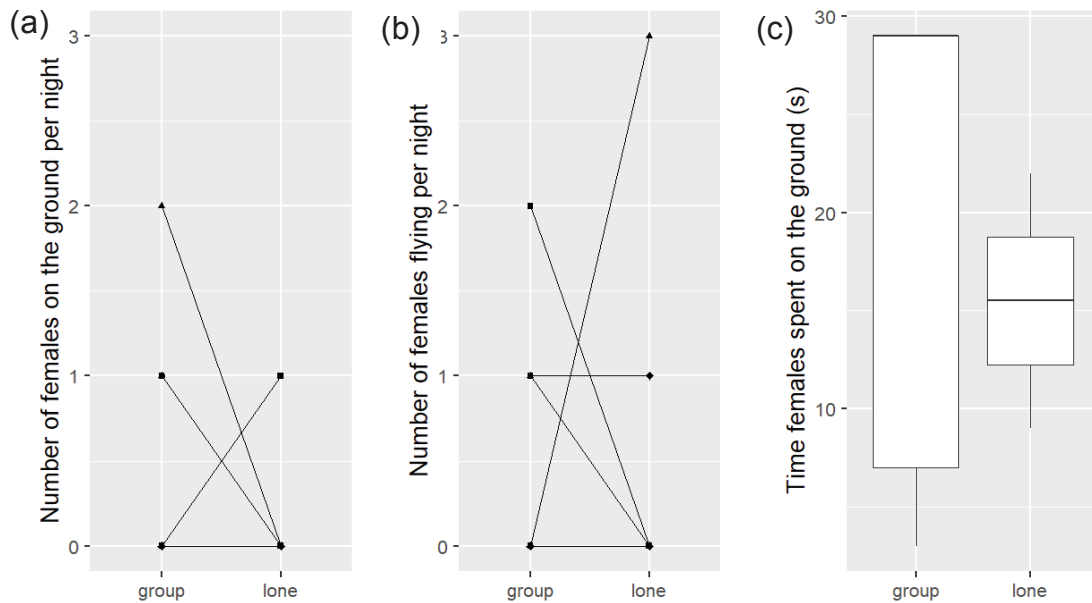 (a)
Number of females on the ground per night
3
2
1
0
group lone
(b)
Number of females flying per night
3
2
1
0
group lone
(c)
Time females spent on the ground (s)
30
20
10
group lone